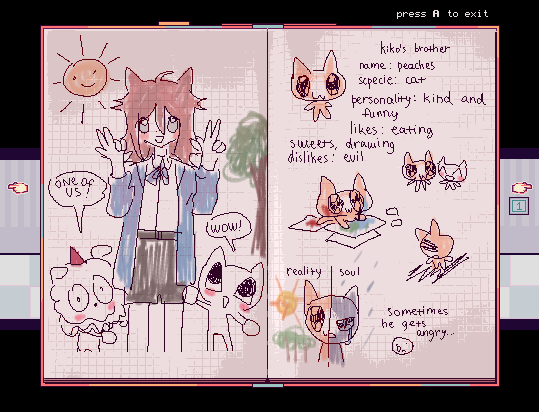 press A to exit
one of
US!
(WOW!)
kiko's brother
name: peaches
specie: cat
personality: kind and
funny
likes: eating
sweets, drawing
dislikes: evil
reality
soul
sometimes
he gets
angry...
1